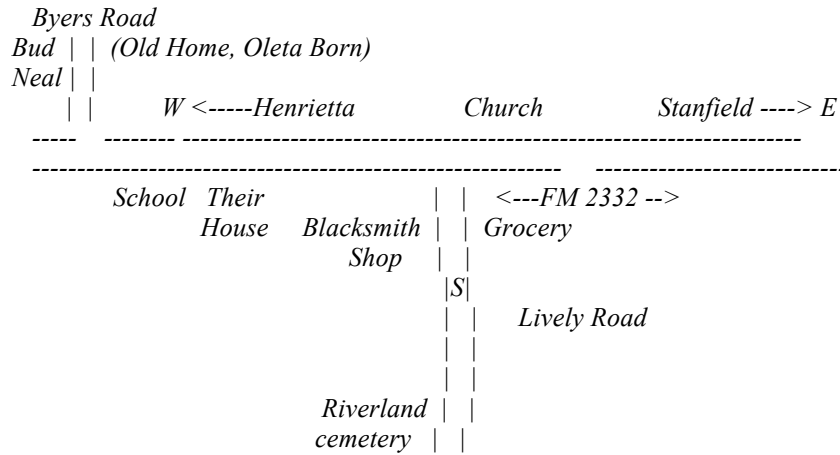 Byers Road
Bud | | (Old Home, Oleta Born)
Neal | |
| | W <-----Henrietta Church Stanfield ----> E
----- -------- ------------------------------------------------------------------
--------------------------------------------------------- --------------------------
School Their | | <---FM 2332 -->
House Blacksmith | | Grocery
Shop | |
|S|
| | Lively Road
| |
| |
Riverland | |
cemetery | |